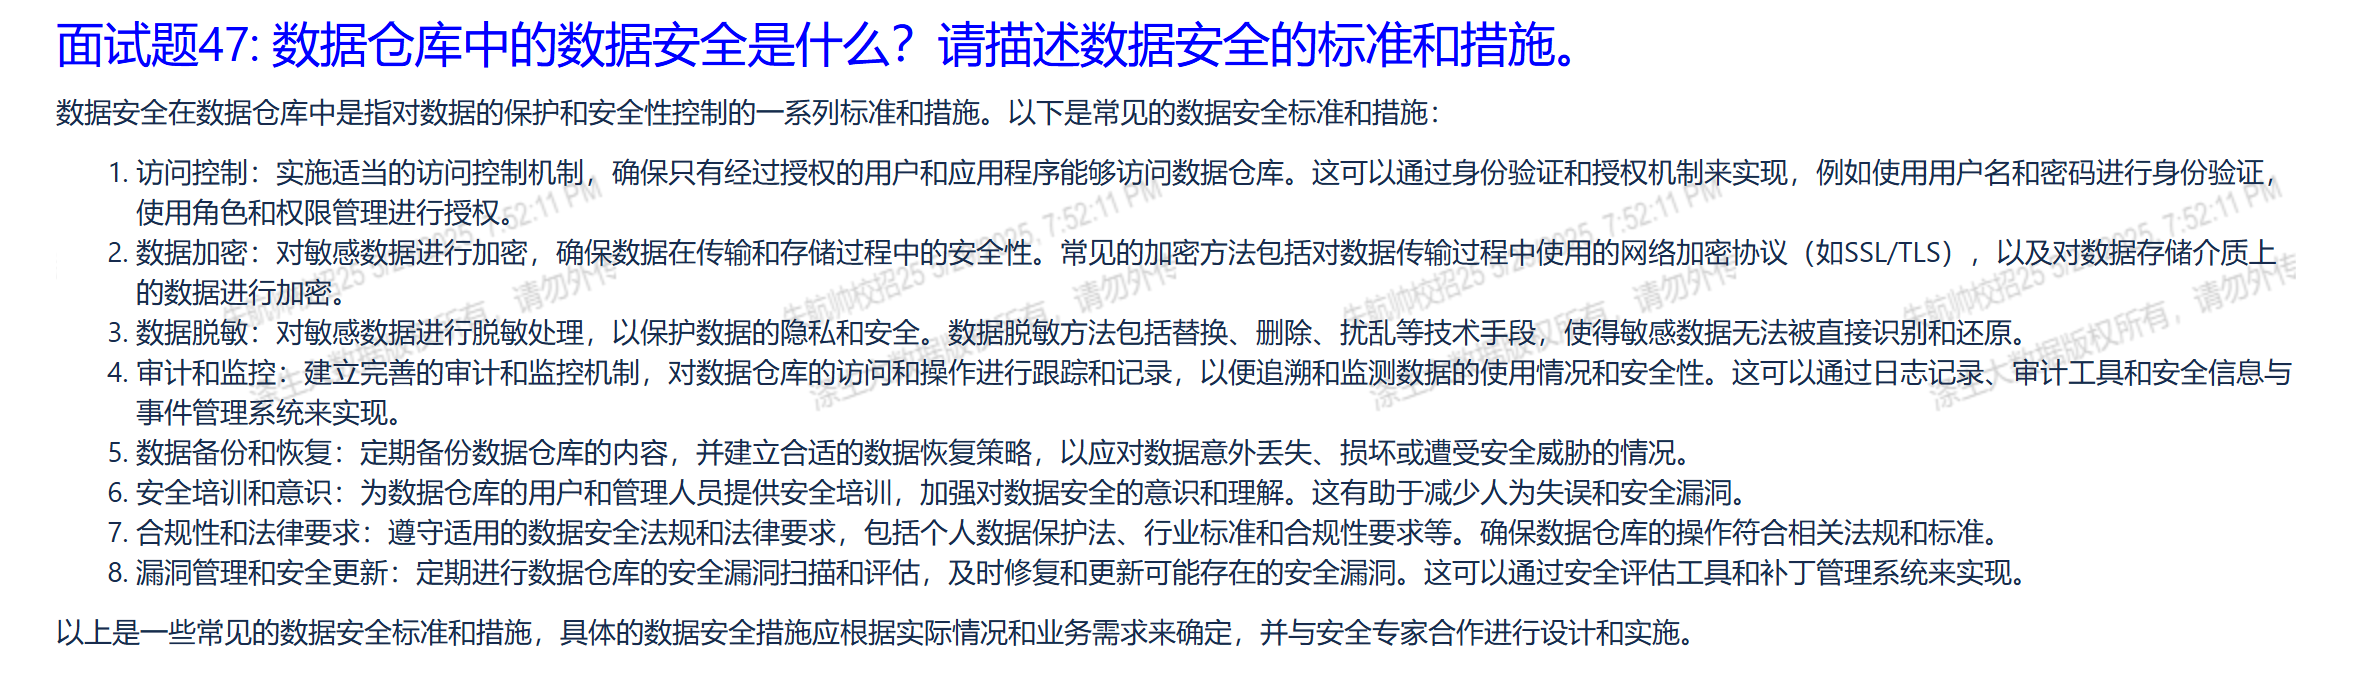 面试题47: 数据仓库中的数据安全是什么？请描述数据安全的标准和措施。
数据安全在数据仓库中是指对数据的保护和安全性控制的一系列标准和措施。以下是常见的数据安全标准和措施：
1. 访问控制：实施适当的访问控制机制，确保只有经过授权的用户和应用程序能够访问数据仓库。这可以通过身份验证和授权机制来实现，例如使用用户名和密码进行身份验证，
使用角色和权限管理进行授权。
2. 数据加密：对敏感数据进行加密，确保数据在传输和存储过程中的安全性。常见的加密方法包括对数据传输过程中使用的网络加密协议（如SSL/TLS），以及对数据存储介质上
的数据进行加密。
3. 数据脱敏：对敏感数据进行脱敏处理，以保护数据的隐私和安全。数据脱敏方法包括替换、删除、扰乱等技术手段，使得敏感数据无法被直接识别和还原。
4. 审计和监控：建立完善的审计和监控机制，对数据仓库的访问和操作进行跟踪和记录，以便追溯和监测数据的使用情况和安全性。这可以通过日志记录、审计工具和安全信息与
事件管理系统来实现。
5. 数据备份和恢复：定期备份数据仓库的内容，并建立合适的数据恢复策略，以应对数据意外丢失、损坏或遭受安全威胁的情况。
6. 安全培训和意识：为数据仓库的用户和管理人员提供安全培训，加强对数据安全的意识和理解。这有助于减少人为失误和安全漏洞。
7. 合规性和法律要求：遵守适用的数据安全法规和法律要求，包括个人数据保护法、行业标准和合规性要求等。确保数据仓库的操作符合相关法规和标准。
8. 漏洞管理和安全更新：定期进行数据仓库的安全漏洞扫描和评估，及时修复和更新可能存在的安全漏洞。这可以通过安全评估工具和补丁管理系统来实现。
以上是一些常见的数据安全标准和措施，具体的数据安全措施应根据实际情况和业务需求来确定，并与安全专家合作进行设计和实施。